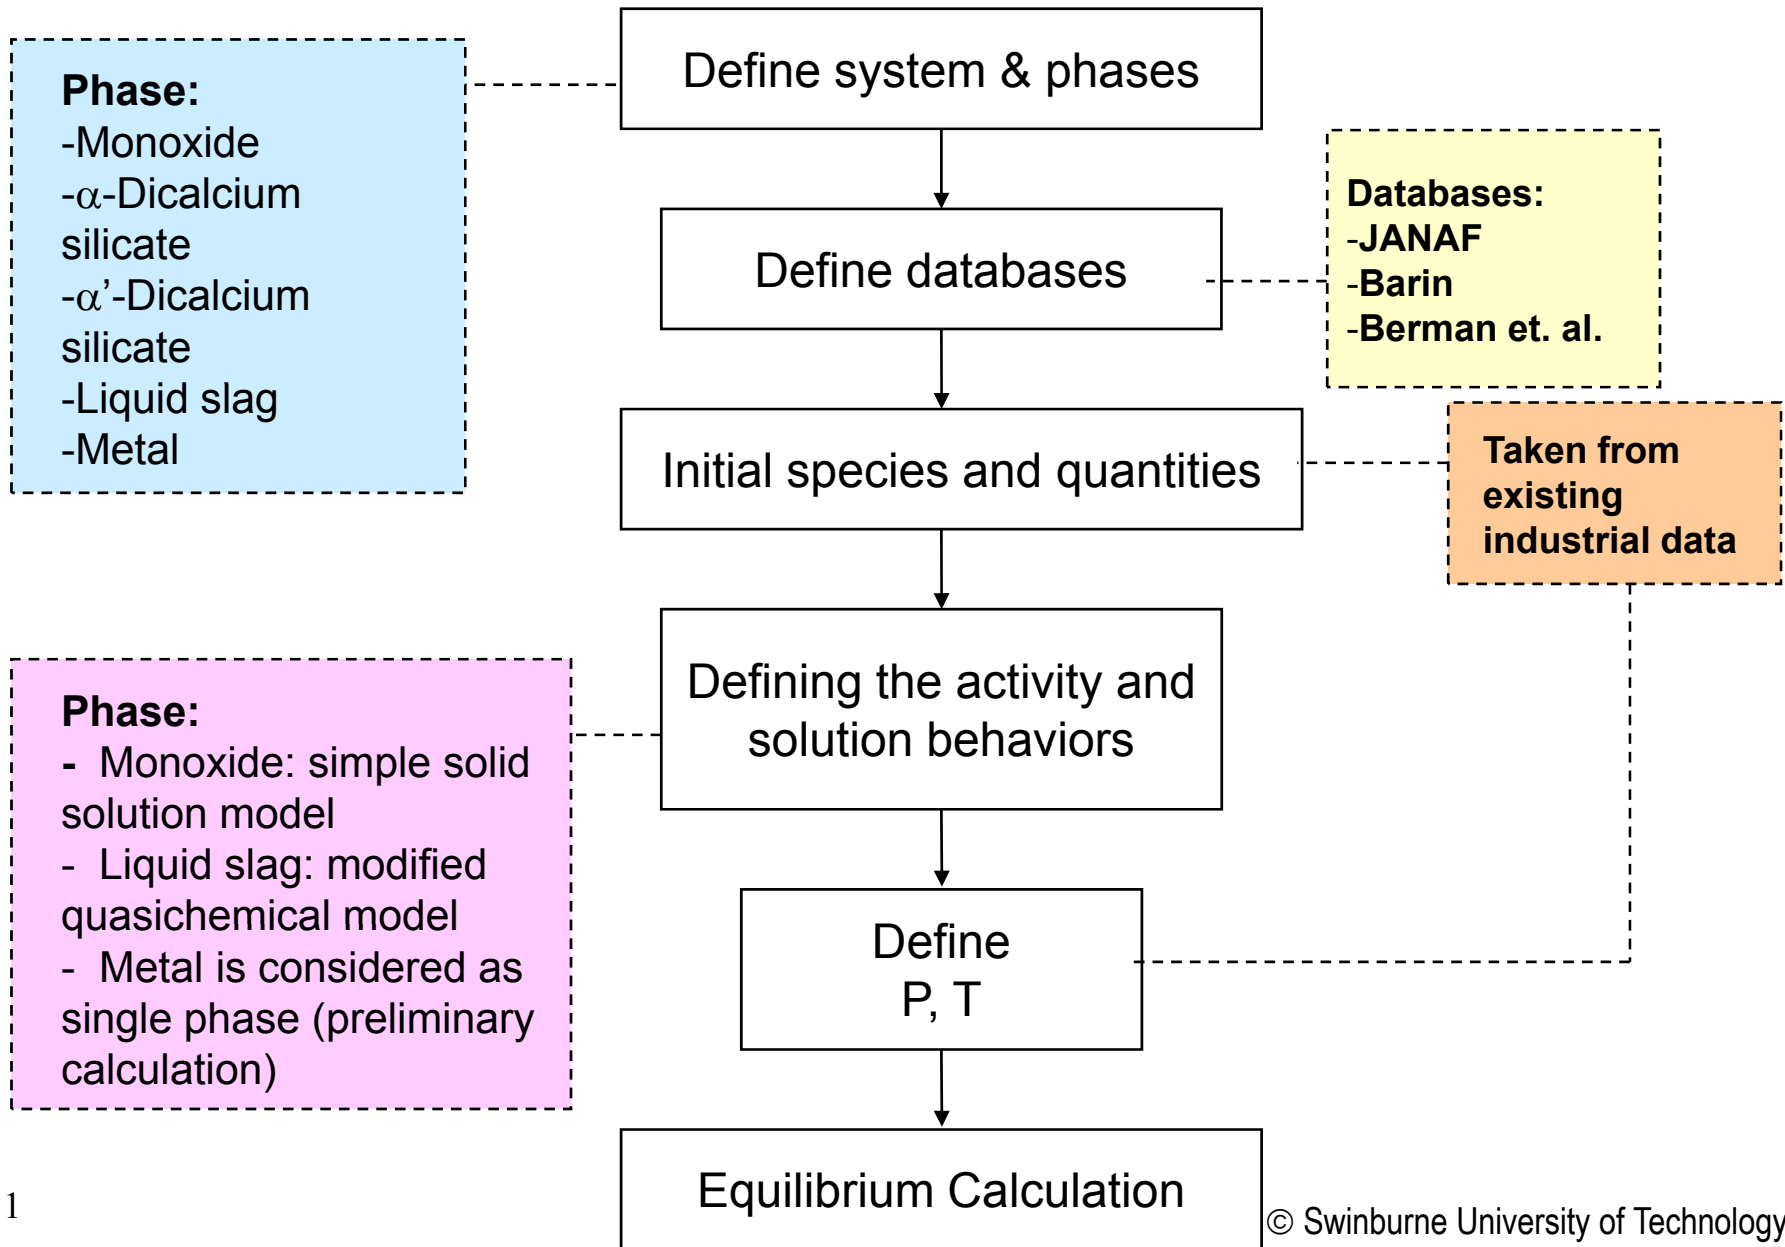 Define system & phases
Phase:
-Monoxide
-α-Dicalcium
silicate
-α’-Dicalcium
silicate
-Liquid slag
-Metal
Define databases
Databases:
-JANAF
-Barin
-Berman et. al.
Initial species and quantities
Taken from
existing
industrial data
Defining the activity and
solution behaviors
Phase:
- Monoxide: simple solid
solution model
- Liquid slag: modified
quasichemical model
- Metal is considered as
single phase (preliminary
calculation)
Define
P, T
Equilibrium Calculation
1
© Swinburne University of Technology